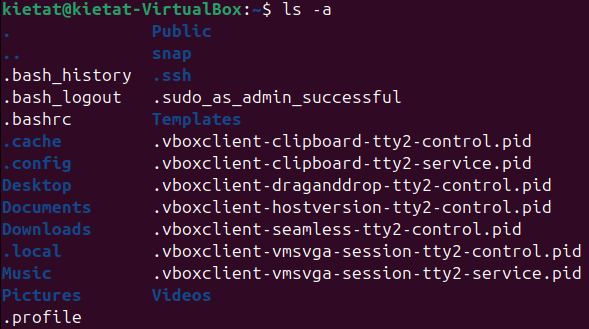 kietat@kietat-VirtualBox:~$ ls -a
. Public
.. snap
.bash_history .ssh
.bash_logout .sudo_as_admin_successful
.bashrc Templates
.cache .vboxclient-clipboard-tty2-control.pid
.config .vboxclient-clipboard-tty2-service.pid
Desktop .vboxclient-draganddrop-tty2-control.pid
Documents .vboxclient-hostversion-tty2-control.pid
Downloads .vboxclient-seamless-tty2-control.pid
.local .vboxclient-vmsvga-session-tty2-control.pid
Music .vboxclient-vmsvga-session-tty2-service.pid
Pictures Videos
.profile